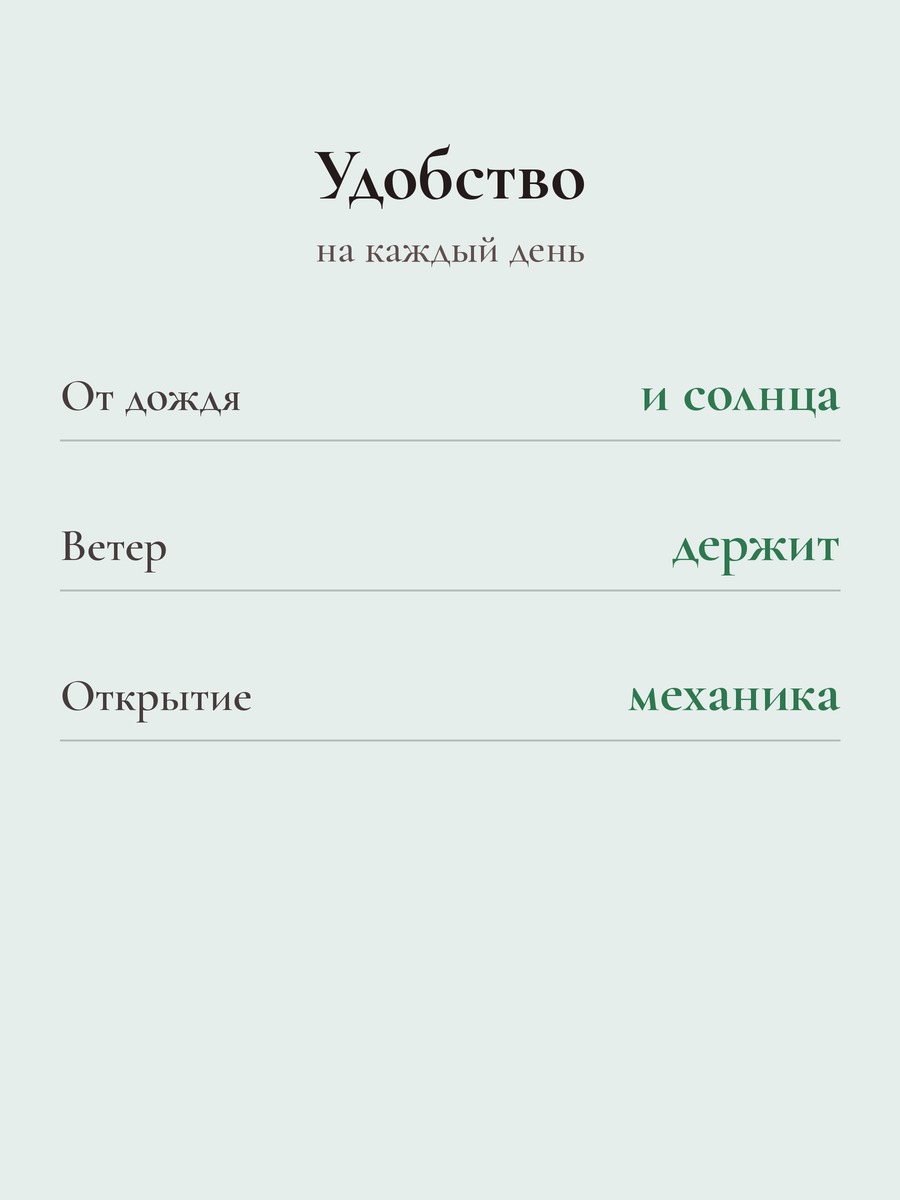 Удобство
на каждый день
От дождя и солнца
Ветер держит
Открытие механика